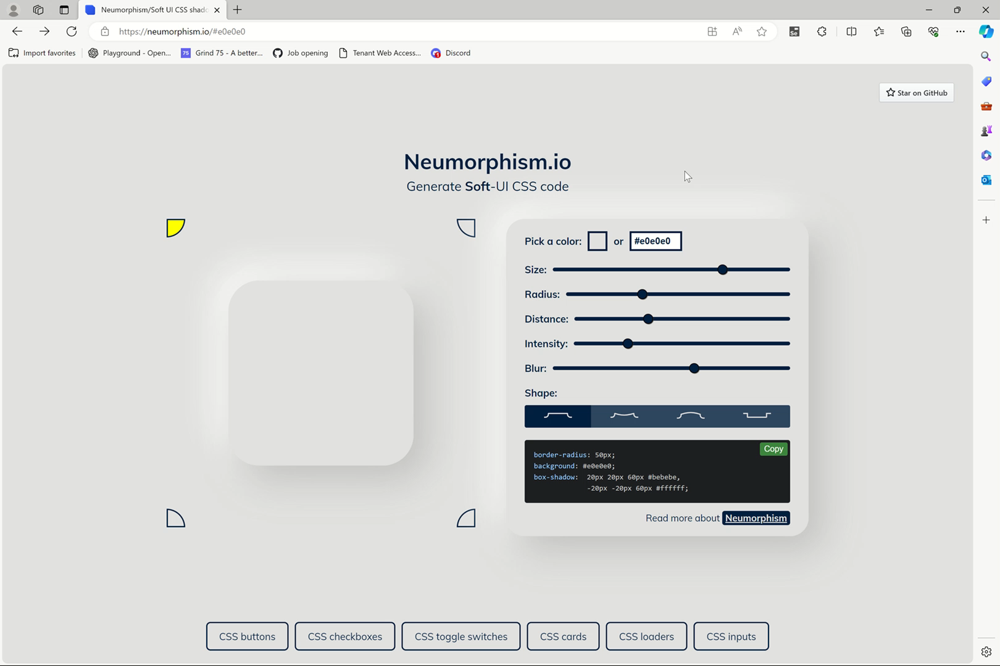 Neumorphism/Soft UI CSS shado
https://neumorphism.io/#e0e0e0
Import favorites
Playground - Open...
75 Grind 75 - A better...
Job opening
Tenant Web Access...
1 Discord
Star on GitHub
Neumorphism.io
Generate Soft-UI CSS code
Pick a color: or #e0e0e0
Size:
Radius:
Distance:
Intensity:
Blur:
Shape:
Copy
border-radius: 50px;
background: #e0e0e0;
box-shadow: 20px 20px 60px #bebebe,
-20px -20px 60px #ffffff;
Read more about Neumorphism
CSS buttons
CSS checkboxes
CSS toggle switches
CSS cards
CSS loaders
CSS inputs